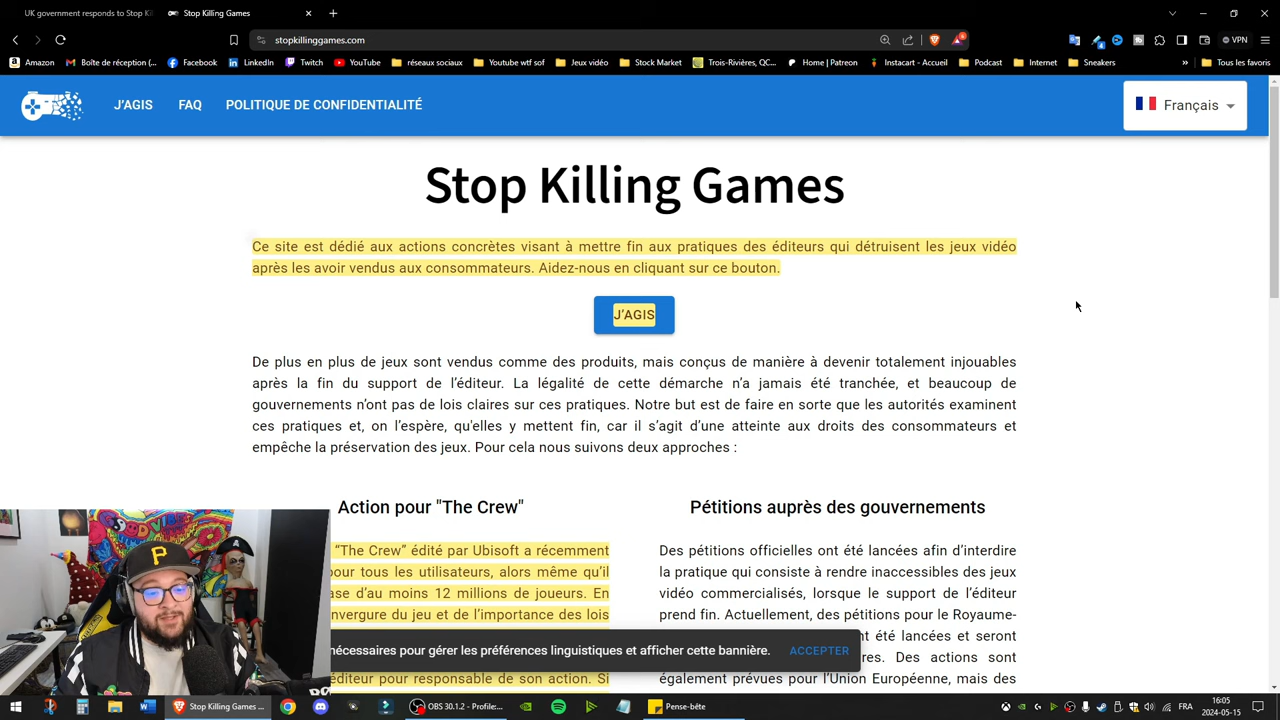 UK government responds to Stop Ki
Stop Killing Games
stopkillinggames.com
VPN
Amazon
Boîte de réception (...
Facebook
LinkedIn
Twitch
YouTube
réseaux sociaux
Youtube wtf sof
Jeux vidéo
Stock Market
Trois-Rivières, QC...
Home | Patreon
Instacart - Accueil
Podcast
Internet
Sneakers
Tous les favoris
J'AGIS
FAQ
POLITIQUE DE CONFIDENTIALITÉ
Français
Stop Killing Games
Ce site est dédié aux actions concrètes visant à mettre fin aux pratiques des éditeurs qui détruisent les jeux vidéo
après les avoir vendus aux consommateurs. Aidez-nous en cliquant sur ce bouton.
J'AGIS
De plus en plus de jeux sont vendus comme des produits, mais conçus de manière à devenir totalement injouables
après la fin du support de l'éditeur. La légalité de cette démarche n'a jamais été tranchée, et beaucoup de
gouvernements n'ont pas de lois claires sur ces pratiques. Notre but est de faire en sorte que les autorités examinent
ces pratiques et, on l'espère, qu'elles y mettent fin, car il s'agit d'une atteinte aux droits des consommateurs et
empêche la préservation des jeux. Pour cela nous suivons deux approches :
Action pour "The Crew"
"The Crew" édité par Ubisoft a récemment
pour tous les utilisateurs, alors même qu'il
d'au moins 12 millions de joueurs. En
du jeu et de l'importance des lois
éditeur pour responsable de son action. Si
Pétitions auprès des gouvernements
Des pétitions officielles ont été lancées afin d'interdire
la pratique qui consiste à rendre inaccessibles des jeux
vidéo commercialisés, lorsque le support de l'éditeur
prend fin. Actuellement, des pétitions pour le Royaume-
nt été lancées et seront
res. Des actions sont
également prévues pour l'Union Européenne, mais des
nécessaires pour gérer les préférences linguistiques et afficher cette bannière.
ACCEPTER
Stop Killing Games ...
OBS 30.1.2 - Profile:...
Pense-bête
FRA
16:05
2024-05-15